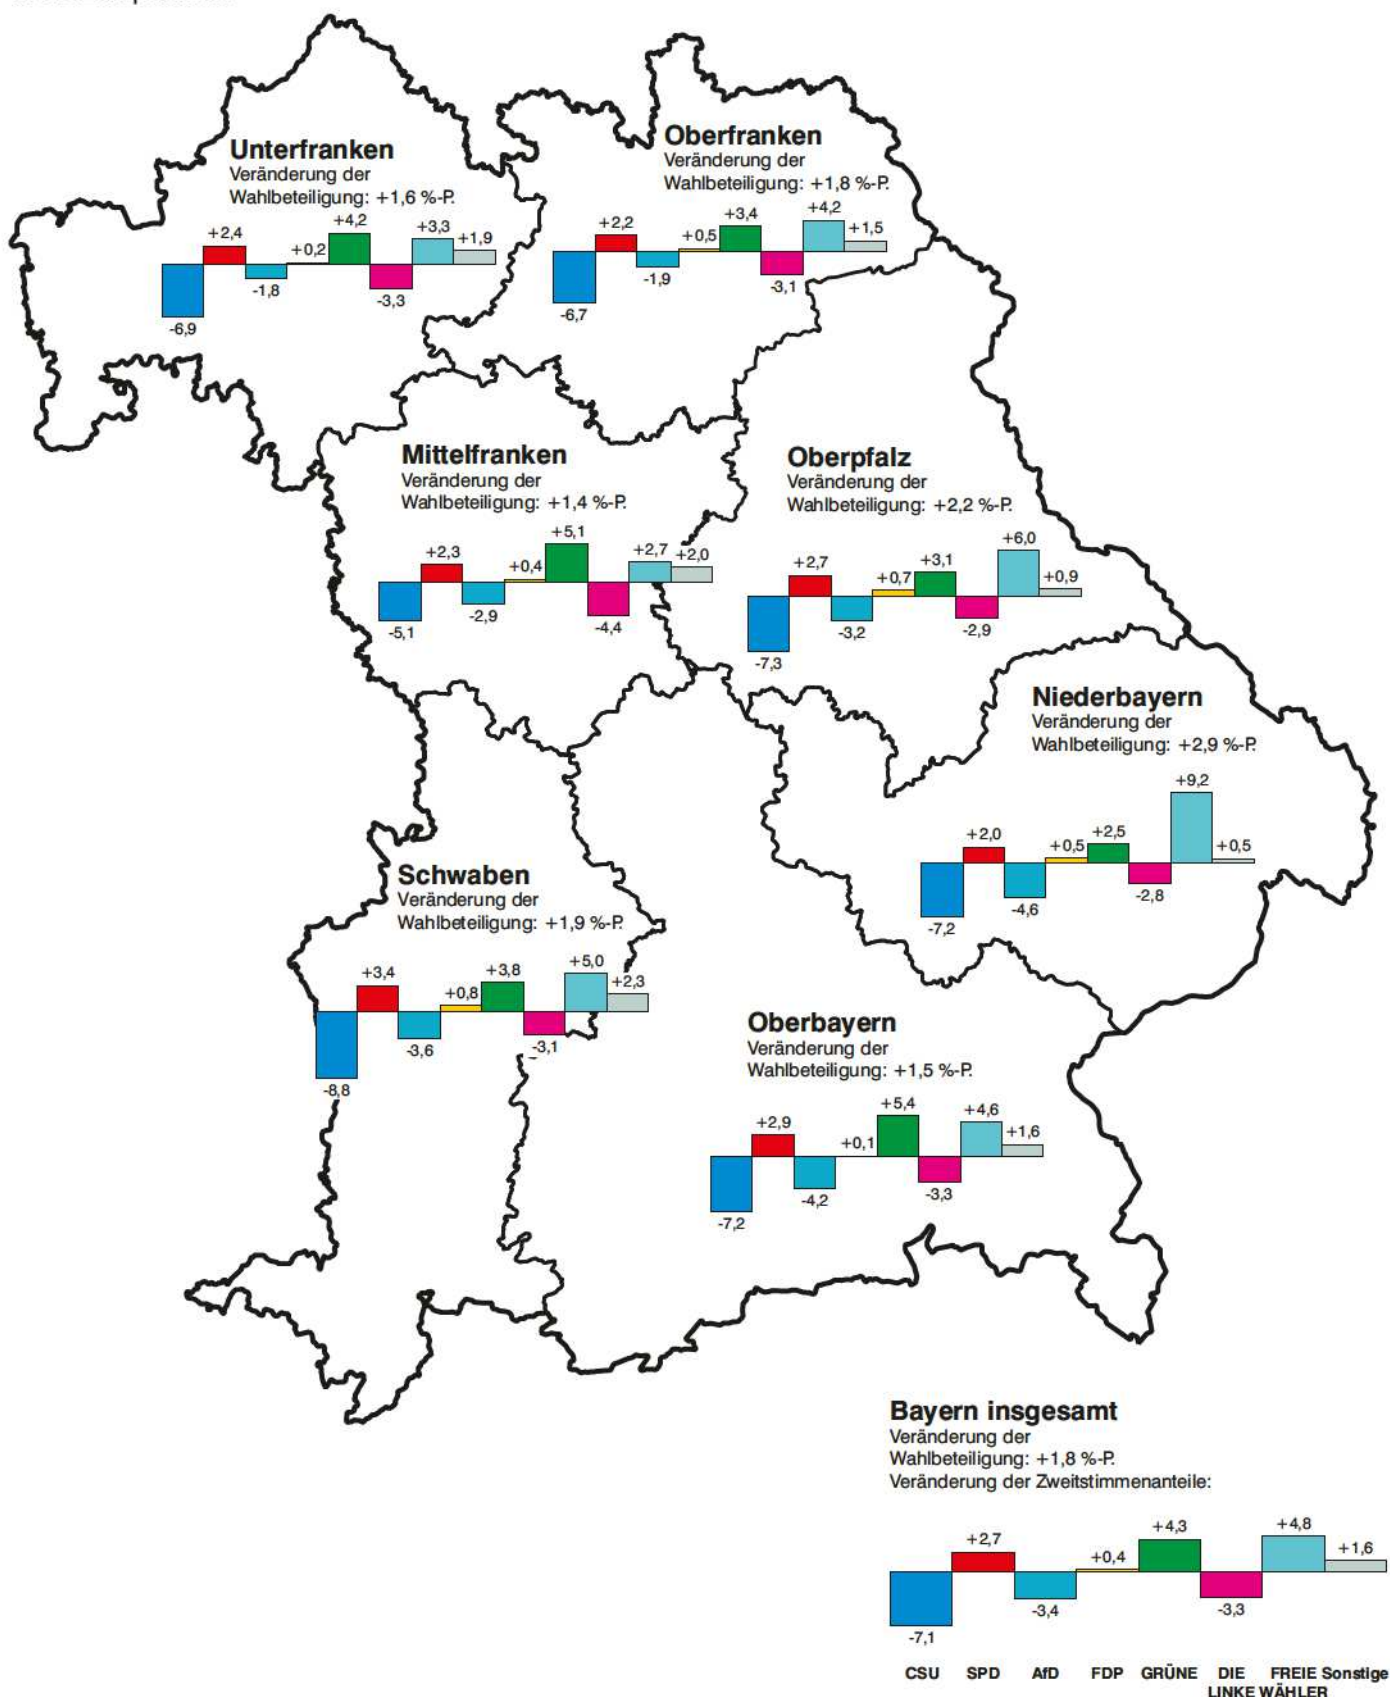 Unterfranken
Veränderung der
Wahlbeteiligung: +1,6 %-P.
+2,4
+0,2
+4,2
+3,3
+1,9
-6,9
-1,8
-3,3
Oberfranken
Veränderung der
Wahlbeteiligung: +1,8 %-P.
+2,2
+0,5
+3,4
+4,2
+1,5
-6,7
-1,9
-3,1
Mittelfranken
Veränderung der
Wahlbeteiligung: +1,4 %-P.
+2,3
+0,4
+5,1
+2,7
+2,0
-5,1
-2,9
-4,4
Oberpfalz
Veränderung der
Wahlbeteiligung: +2,2 %-P.
+2,7
+0,7
+3,1
+6,0
+0,9
-7,3
-3,2
-2,9
Niederbayern
Veränderung der
Wahlbeteiligung: +2,9 %-P.
+2,0
+0,5
+2,5
+9,2
+0,5
-7,2
-4,6
-2,8
Schwaben
Veränderung der
Wahlbeteiligung: +1,9 %-P.
+3,4
+0,8
+3,8
+5,0
+2,3
-8,8
-3,6
-3,1
Oberbayern
Veränderung der
Wahlbeteiligung: +1,5 %-P.
+2,9
+0,1
+5,4
+4,6
+1,6
-7,2
-4,2
-3,3
Bayern insgesamt
Veränderung der
Wahlbeteiligung: +1,8 %-P.
Veränderung der Zweitstimmenanteile:
+2,7
+0,4
+4,3
+4,8
+1,6
-7,1
-3,4
-3,3
CSU SPD AfD FDP GRÜNE DIE FREIE Sonstige
LINKE WÄHLER